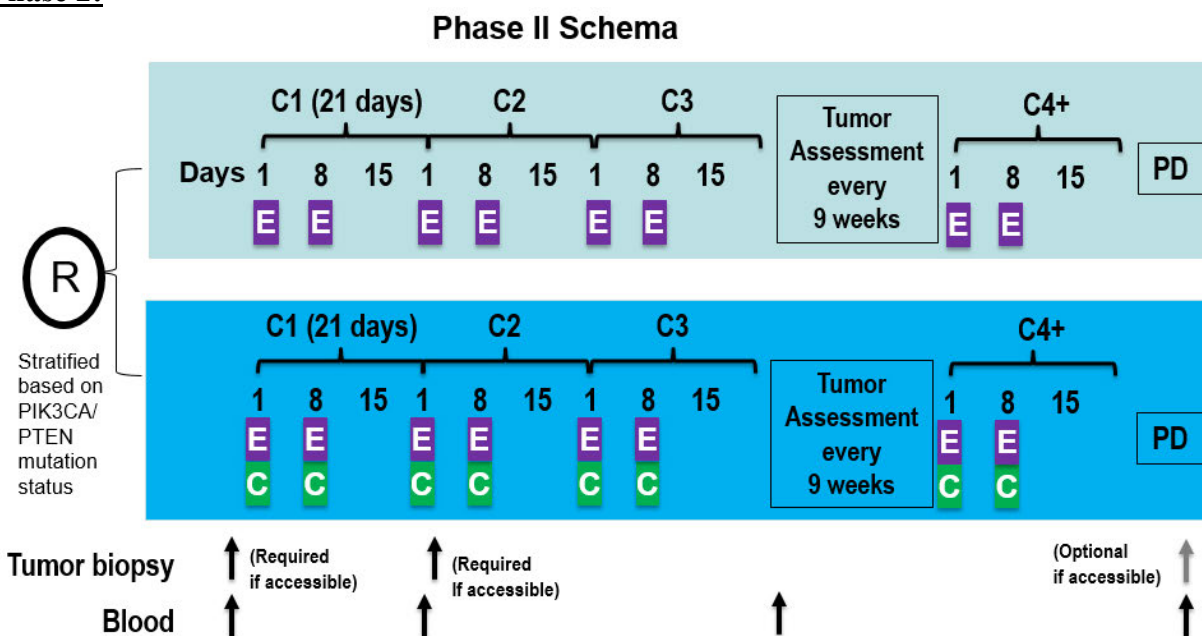 Phase II Schema
C1 (21 days) C2 C3 C4+
Days 1 8 15 1 8 15 1 8 15 1 8 15
E E E E E E E E
Tumor
Assessment
every
9 weeks
PD
R
Stratified
based on
PIK3CA/
PTEN
mutation
status
C1 (21 days) C2 C3 C4+
1 8 15 1 8 15 1 8 15 1 8 15
E E E E E E E E
C C C C C C C C
Tumor
Assessment
every
9 weeks
PD
Tumor biopsy
(Required
if accessible)
(Required
If accessible)
(Optional
if accessible)
Blood